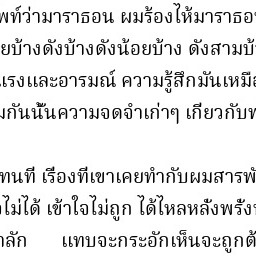 พท์ว่ามาราธอน ผมร้องไห้มาราธอ
ยบ้างดังบ้างดังน้อยบ้าง ดังสามบ้
แรงและอารมณ์ ความรู้สึกมันเหมือ
มกันนั้นความจดจำเก่าๆ เกี่ยวกับพ
ทนที เรื่องที่เขาเคยทำกับผมสารพั
ไม่ได้ เข้าใจไม่ถูก ได้ไหลหลั่งพรั่ง
าลัก แทบจะกระอักเห็นจะถูกต้